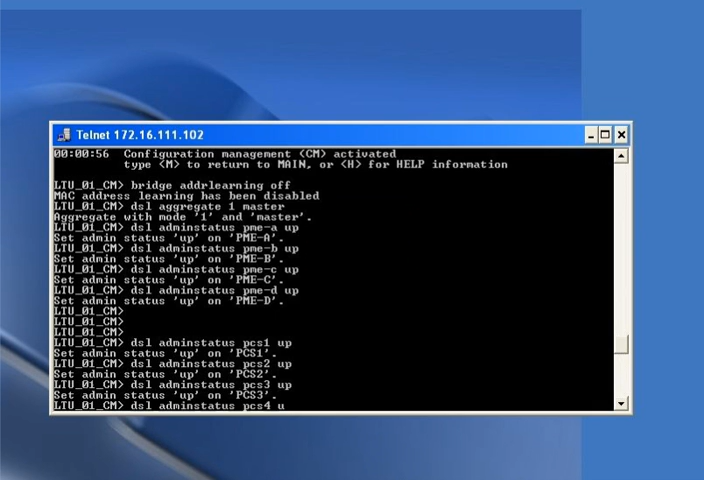 Telnet 172.16.111.102
00:00:56 Configuration management (CM) activated
type <M> to return to MAIN, or <H> for HELP information
LTU_01_CM> bridge addrlearning off
MAC address learning has been disabled
LTU_01_CM> dsl aggregate 1 master
Aggregate with mode '1' and 'master'.
LTU_01_CM> dsl adminstatus pme-a up
Set admin status 'up' on 'PME-A'.
LTU_01_CM> dsl adminstatus pme-b up
Set admin status 'up' on 'PME-B'.
LTU_01_CM> dsl adminstatus pme-c up
Set admin status 'up' on 'PME-C'.
LTU_01_CM> dsl adminstatus pme-d up
Set admin status 'up' on 'PME-D'.
LTU_01_CM>
LTU_01_CM>
LTU_01_CM>
LTU_01_CM> dsl adminstatus pcs1 up
Set admin status 'up' on 'PCS1'.
LTU_01_CM> dsl adminstatus pcs2 up
Set admin status 'up' on 'PCS2'.
LTU_01_CM> dsl adminstatus pcs3 up
Set admin status 'up' on 'PCS3'.
LTU_01_CM> dsl adminstatus pcs4 u